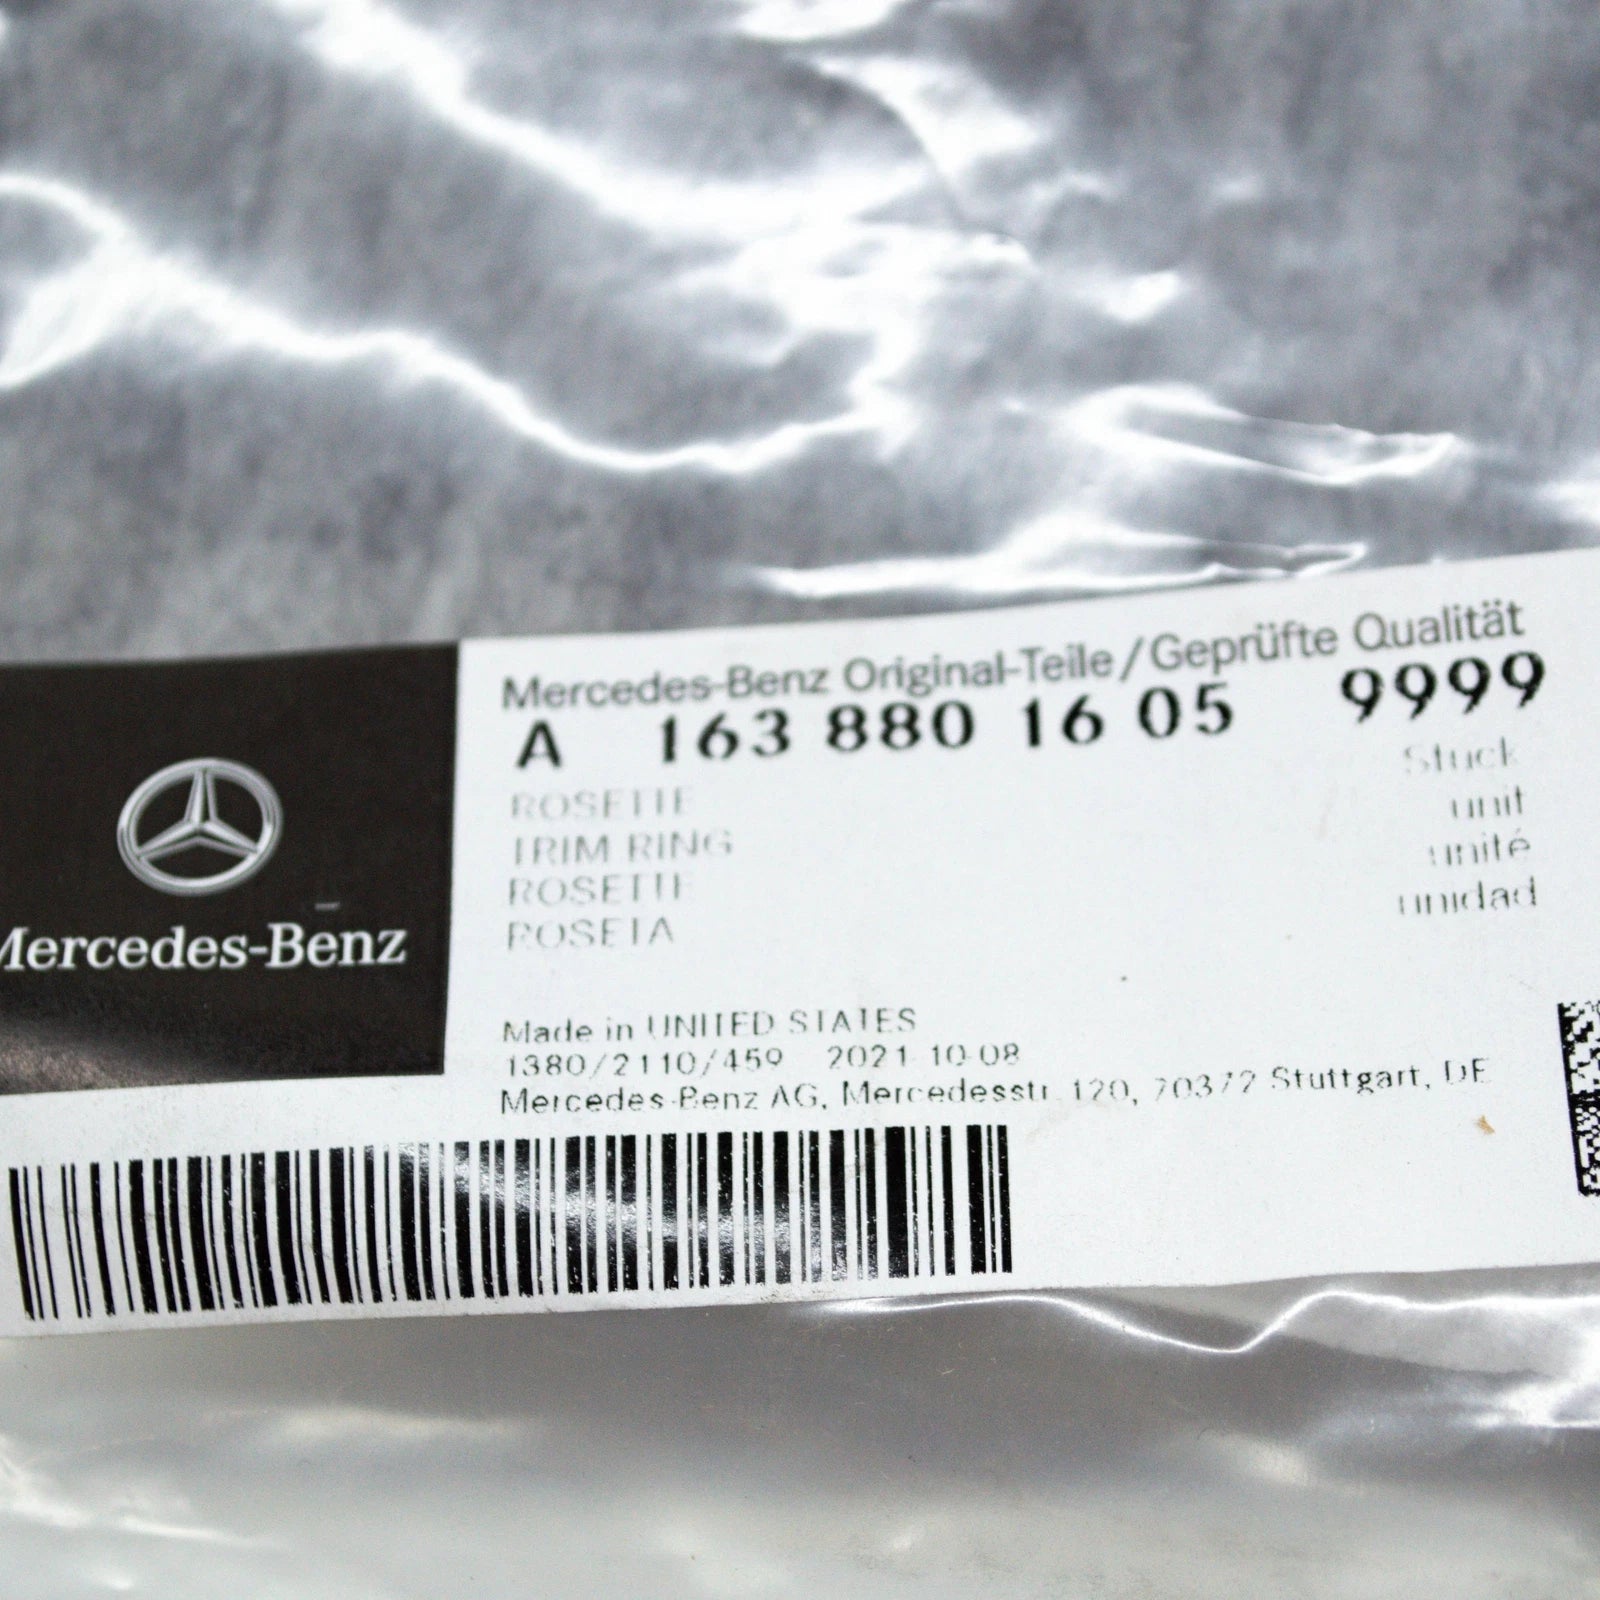 Mercedes-Benz
Mercedes-Benz Original-Teile/Geprüfte Qualität
A 163 880 16 05 9999
Stück
ROSETTE unit
TRIM RING unité
ROSETTE unidad
ROSETA
Made in UNITED STATES
1380/2110/459 2021-10-08
Mercedes-Benz AG, Mercedesstr. 120, 70372 Stuttgart, DE